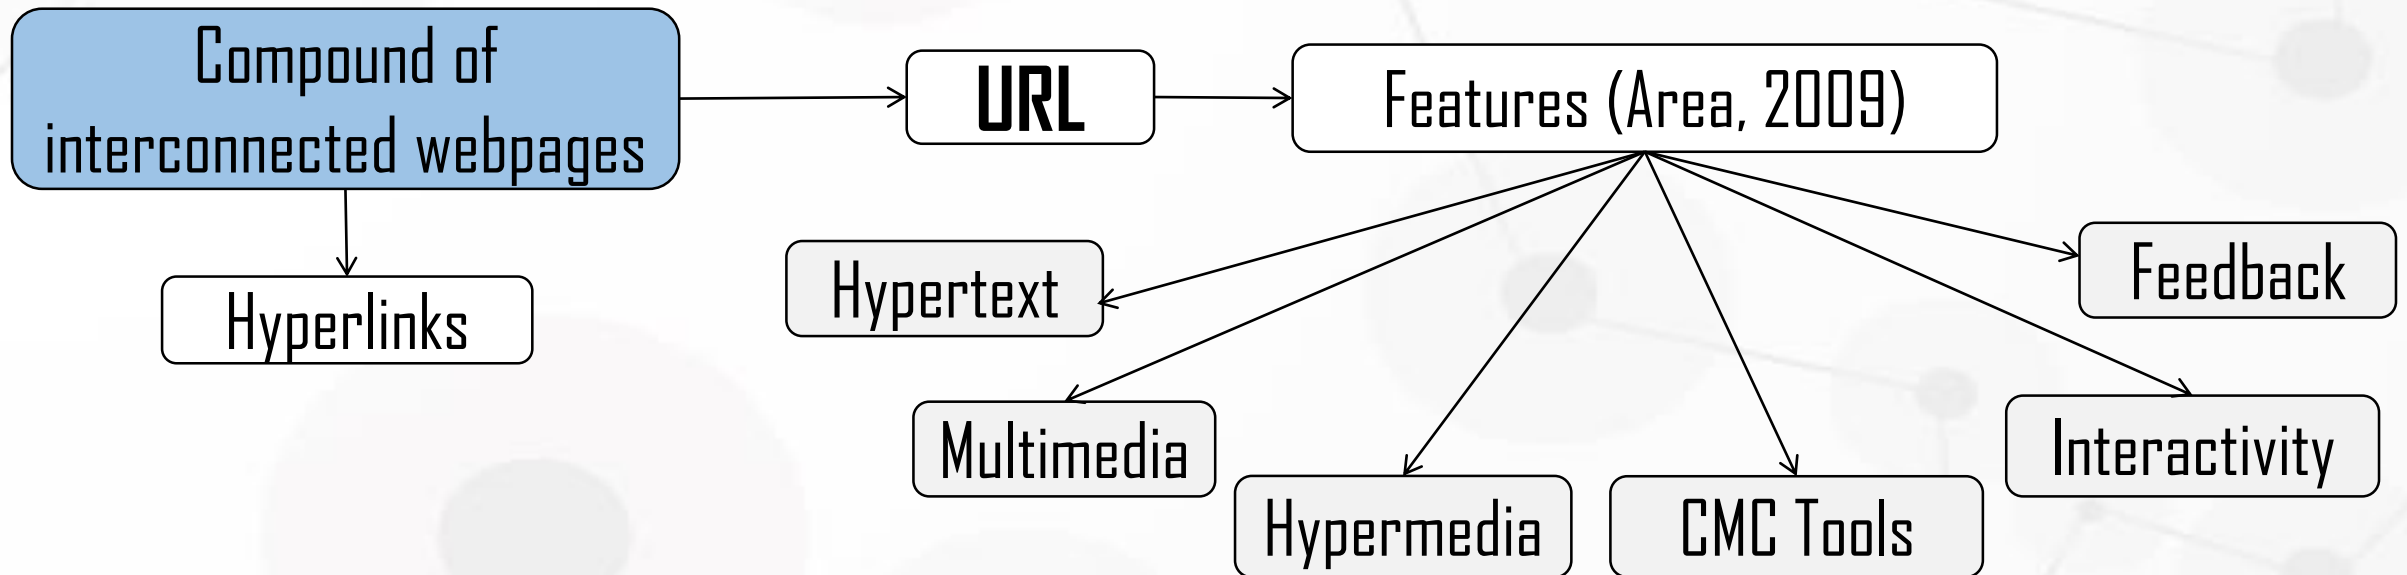 Compound of
interconnected webpages
URL
Features (Area, 2009)
Hyperlinks
Hypertext
Multimedia
Hypermedia
CMC Tools
Interactivity
Feedback